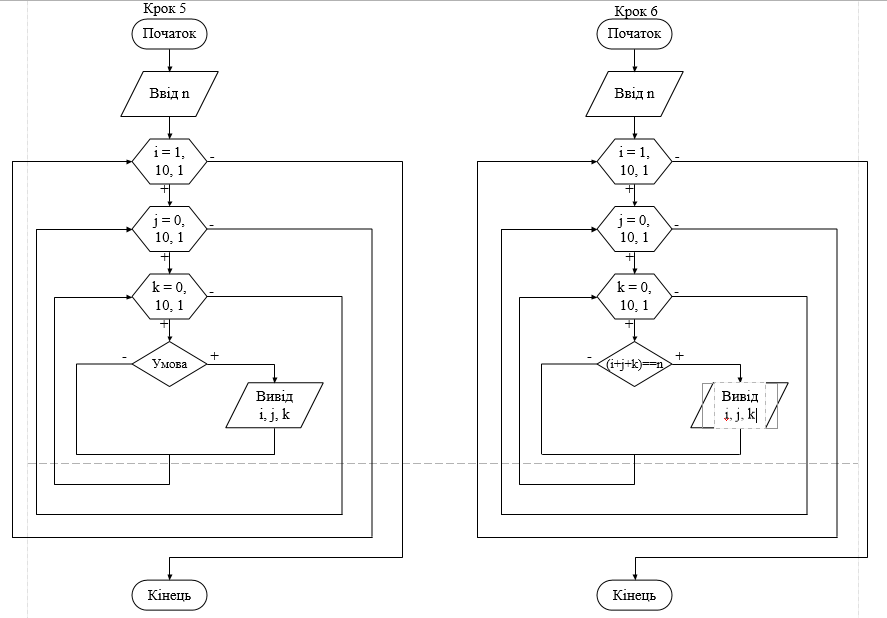 Крок 5
Початок
Ввід n
i = 1,
10, 1
-
+
j = 0,
10, 1
-
+
k = 0,
10, 1
-
+
-
Умова
+
Вивід
i, j, k
Кінець
Крок 6
Початок
Ввід n
i = 1,
10, 1
-
+
j = 0,
10, 1
-
+
k = 0,
10, 1
-
+
-
(i+j+k)==n
+
Вивід
i, j, k
Кінець